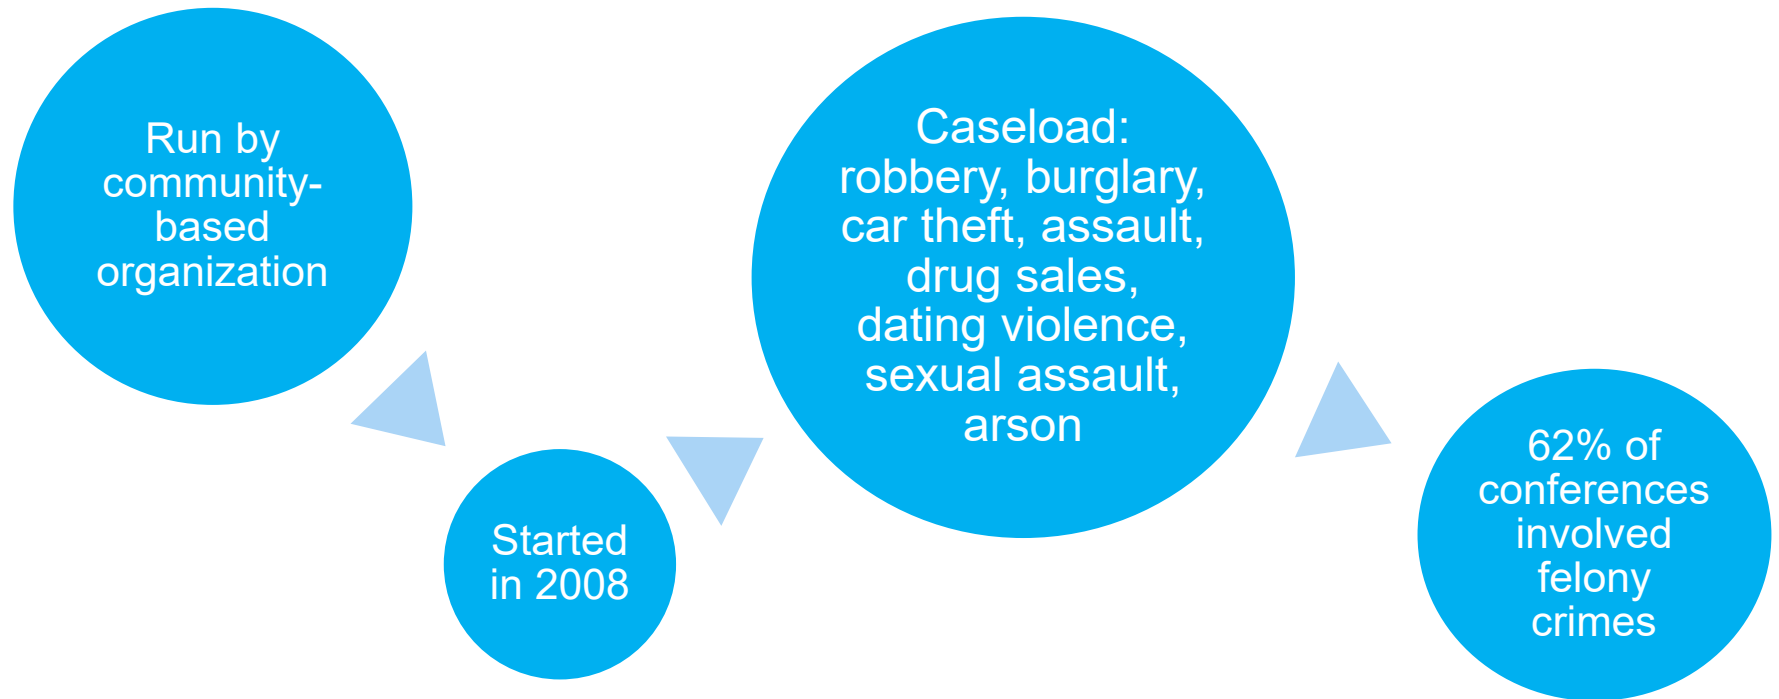 Run by
community-
based
organization
Started
in 2008
Caseload:
robbery, burglary,
car theft, assault,
drug sales,
dating violence,
sexual assault,
arson
62% of
conferences
involved
felony
crimes